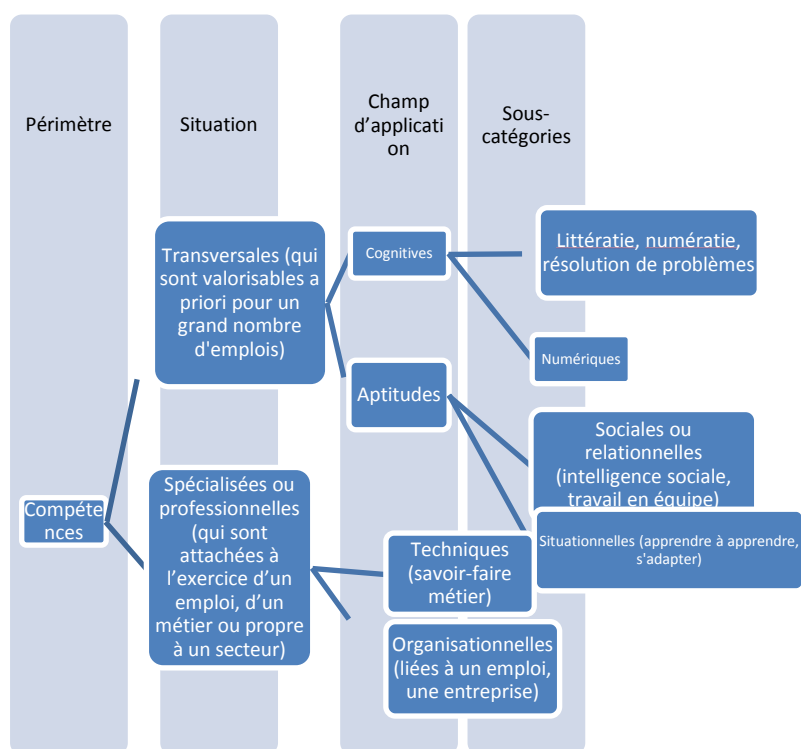 Périmètre
Situation
Champ
d'applicati
on
Sous-
catégories
Transversales (qui
sont valorisables a
priori pour un
grand nombre
d'emplois)
Cognitives
Littératie, numératie,
résolution de problèmes
Numériques
Aptitudes
Sociales ou
relationnelles
(intelligence sociale,
travail en équipe)
Situationnelles (apprendre à apprendre,
s'adapter)
Compéte
nces
Spécialisées ou
professionnelles
(qui sont
attachées à
l'exercice d'un
emploi, d'un
métier ou propre
à un secteur)
Techniques
(savoir-faire
métier)
Organisationnelles
(liées à un emploi,
une entreprise)